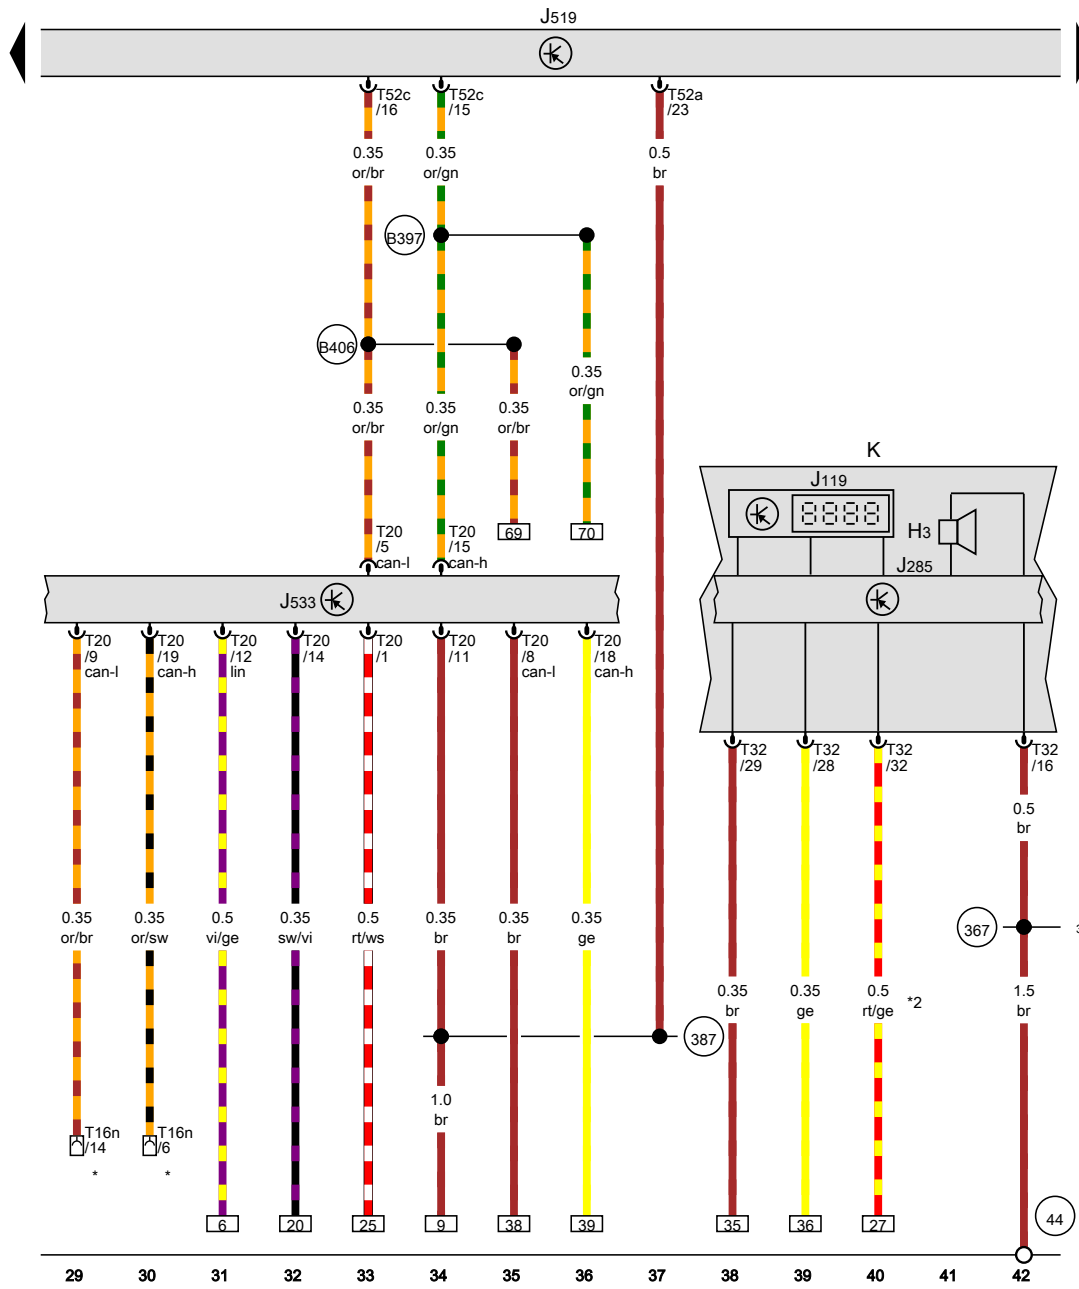 J519
T52c T52c T52a
/16 /15 /23
0.35 0.35 0.5
or/br or/gn br
B397
B406
0.35
or/gn
0.35 0.35 0.35
or/br or/gn or/br
K
J119
H3
J285
T20 T20
/5 /15
can-l can-h
69 70
J533
T20 T20 T20 T20 T20 T20 T20 T20
/9 /19 /12 /14 /1 /11 /8 /18
can-l can-h lin can-l can-h
T32 T32 T32 T32
/29 /28 /32 /16
0.5
br
0.35 0.35 0.5 0.35 0.5 0.35 0.35 0.35
or/br or/sw vi/ge sw/vi rt/ws br br ge
367
0.35 0.35 0.5 *2 1.5
br ge rt/ge br
387
1.0
br
T16n T16n
/14 /6
* *
6 20 25 9 38 39 35 36 27
44
29 30 31 32 33 34 35 36 37 38 39 40 41 42